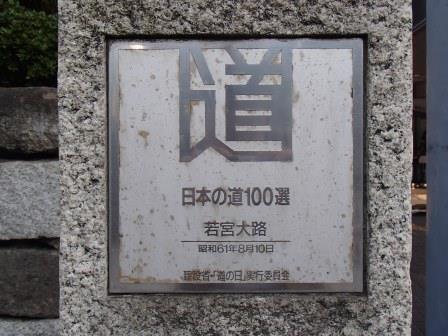 道
日本の道100選
若宮大路
昭和61年8月10日
建設省・「道の日」実行委員会